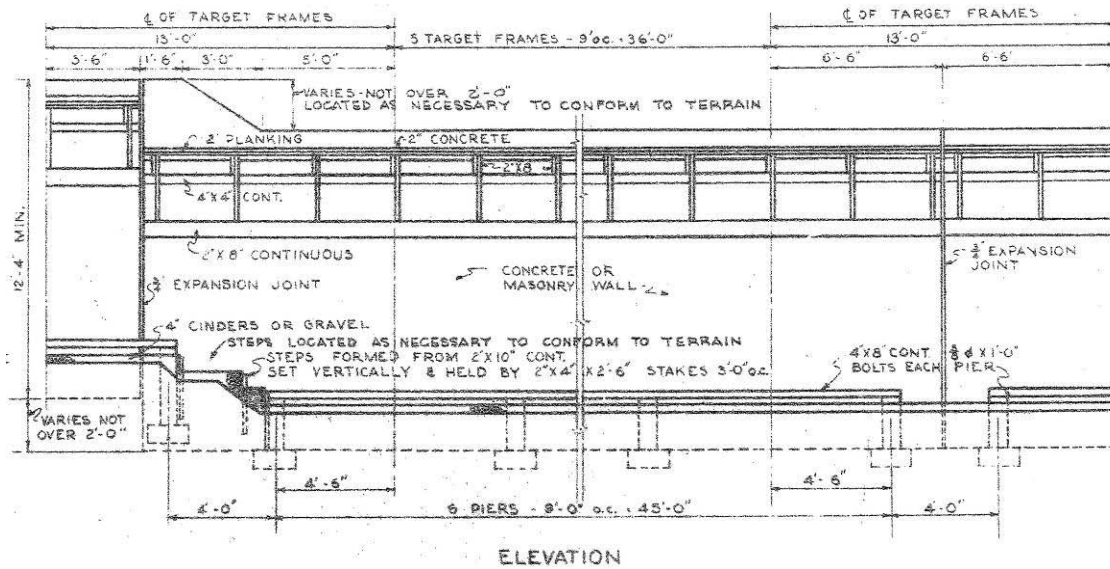 ℄ OF TARGET FRAMES
℄ OF TARGET FRAMES
13'-0"
5 TARGET FRAMES - 9' o.c. = 36'-0"
13'-0"
3'-6"
1'-6"
3'-0"
5'-0"
6'-6"
6'-6"
VARIES - NOT OVER 2'-0"
LOCATED AS NECESSARY TO CONFORM TO TERRAIN
2" PLANKING
2" CONCRETE
2"X8"
4"X4" CONT.
12'-4" MIN.
2"X8" CONTINUOUS
CONCRETE OR
MASONRY WALL
3/4" EXPANSION
JOINT
3/4" EXPANSION JOINT
4" CINDERS OR GRAVEL
STEPS LOCATED AS NECESSARY TO CONFORM TO TERRAIN
STEPS FORMED FROM 2"X10" CONT.
SET VERTICALLY & HELD BY 2"X4"X2'-6" STAKES 3'-0" o.c.
4"X8" CONT. 5/8" ⌀ X 1'-0"
BOLTS EACH PIER
VARIES NOT
OVER 2'-0"
4'-6"
4'-6"
4'-0"
6 PIERS - 9'-0" o.c. = 45'-0"
4'-0"
ELEVATION